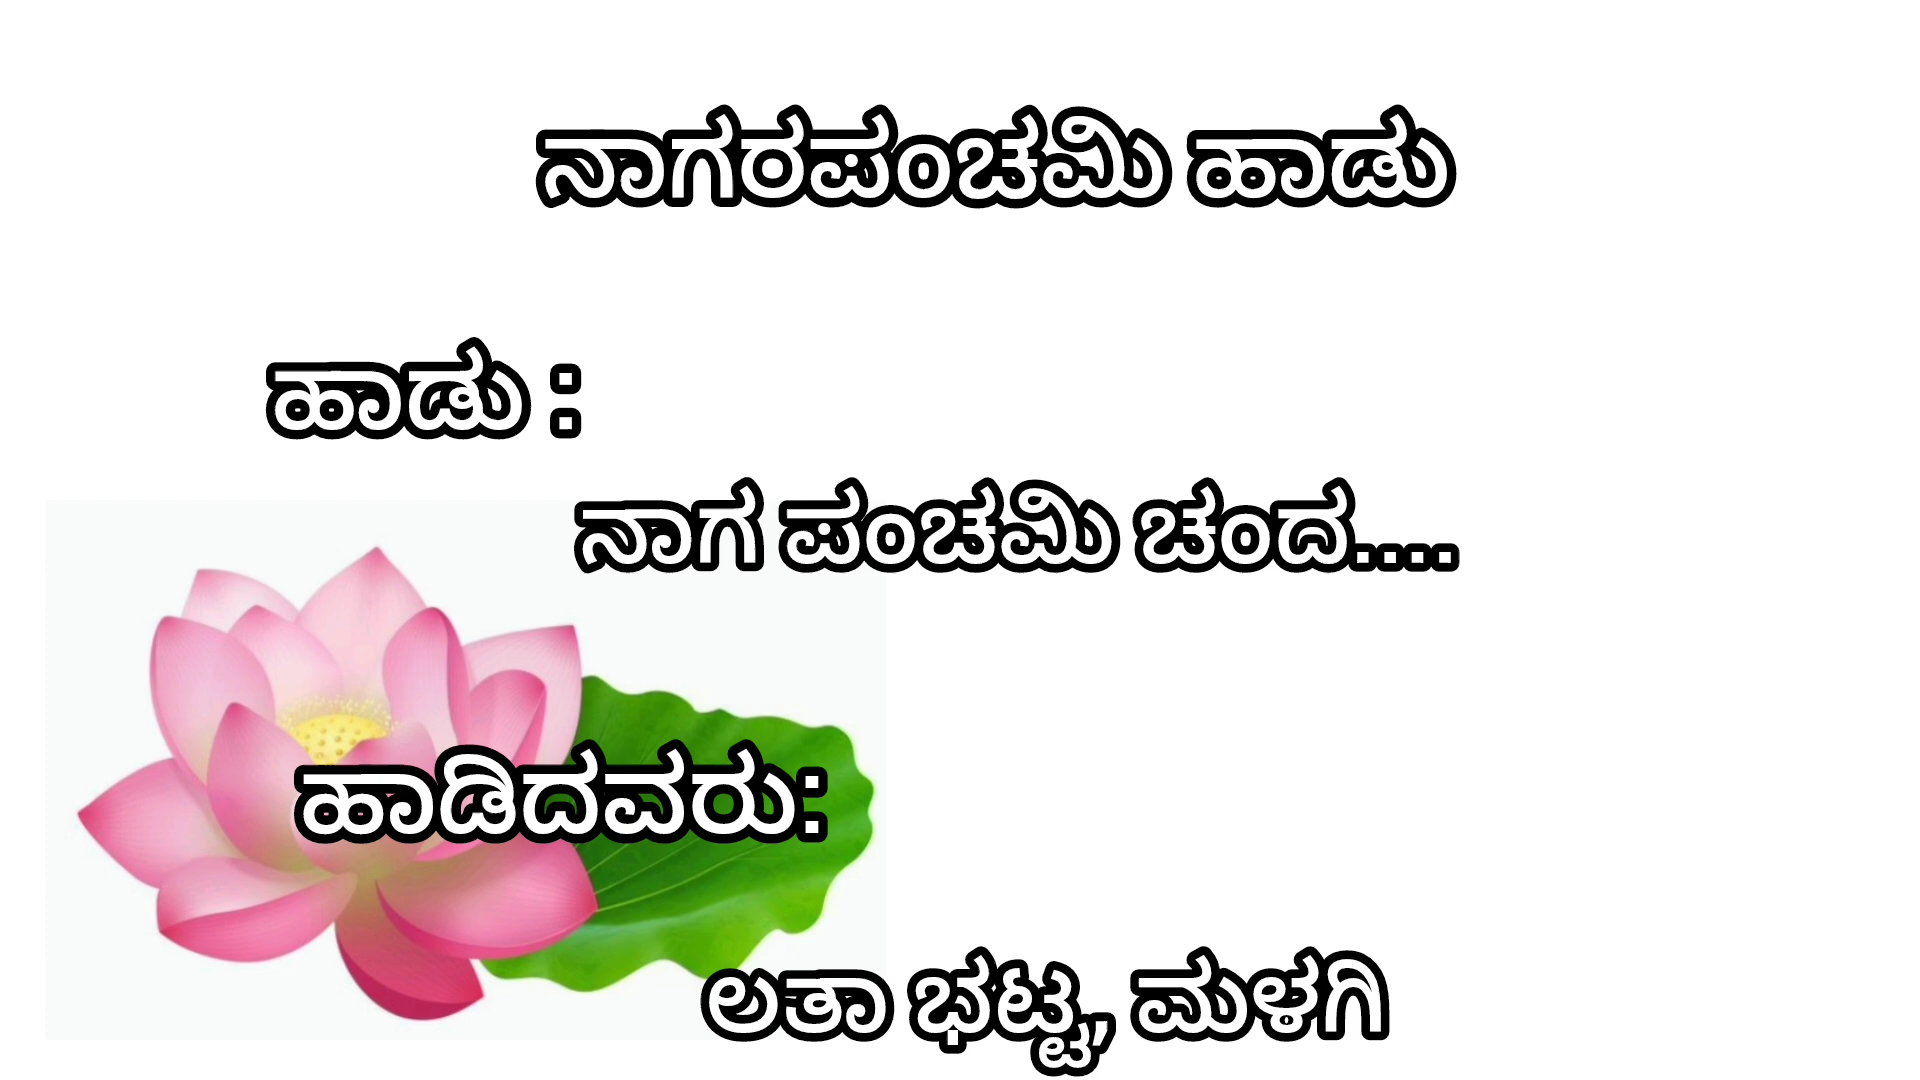 ನಾಗರಪಂಚಮಿ ಹಾಡು
ಹಾಡು :
ನಾಗ ಪಂಚಮಿ ಚಂದ....
ಹಾಡಿದವರು:
ಲತಾ ಭಟ್ಟ, ಮಳಗಿ